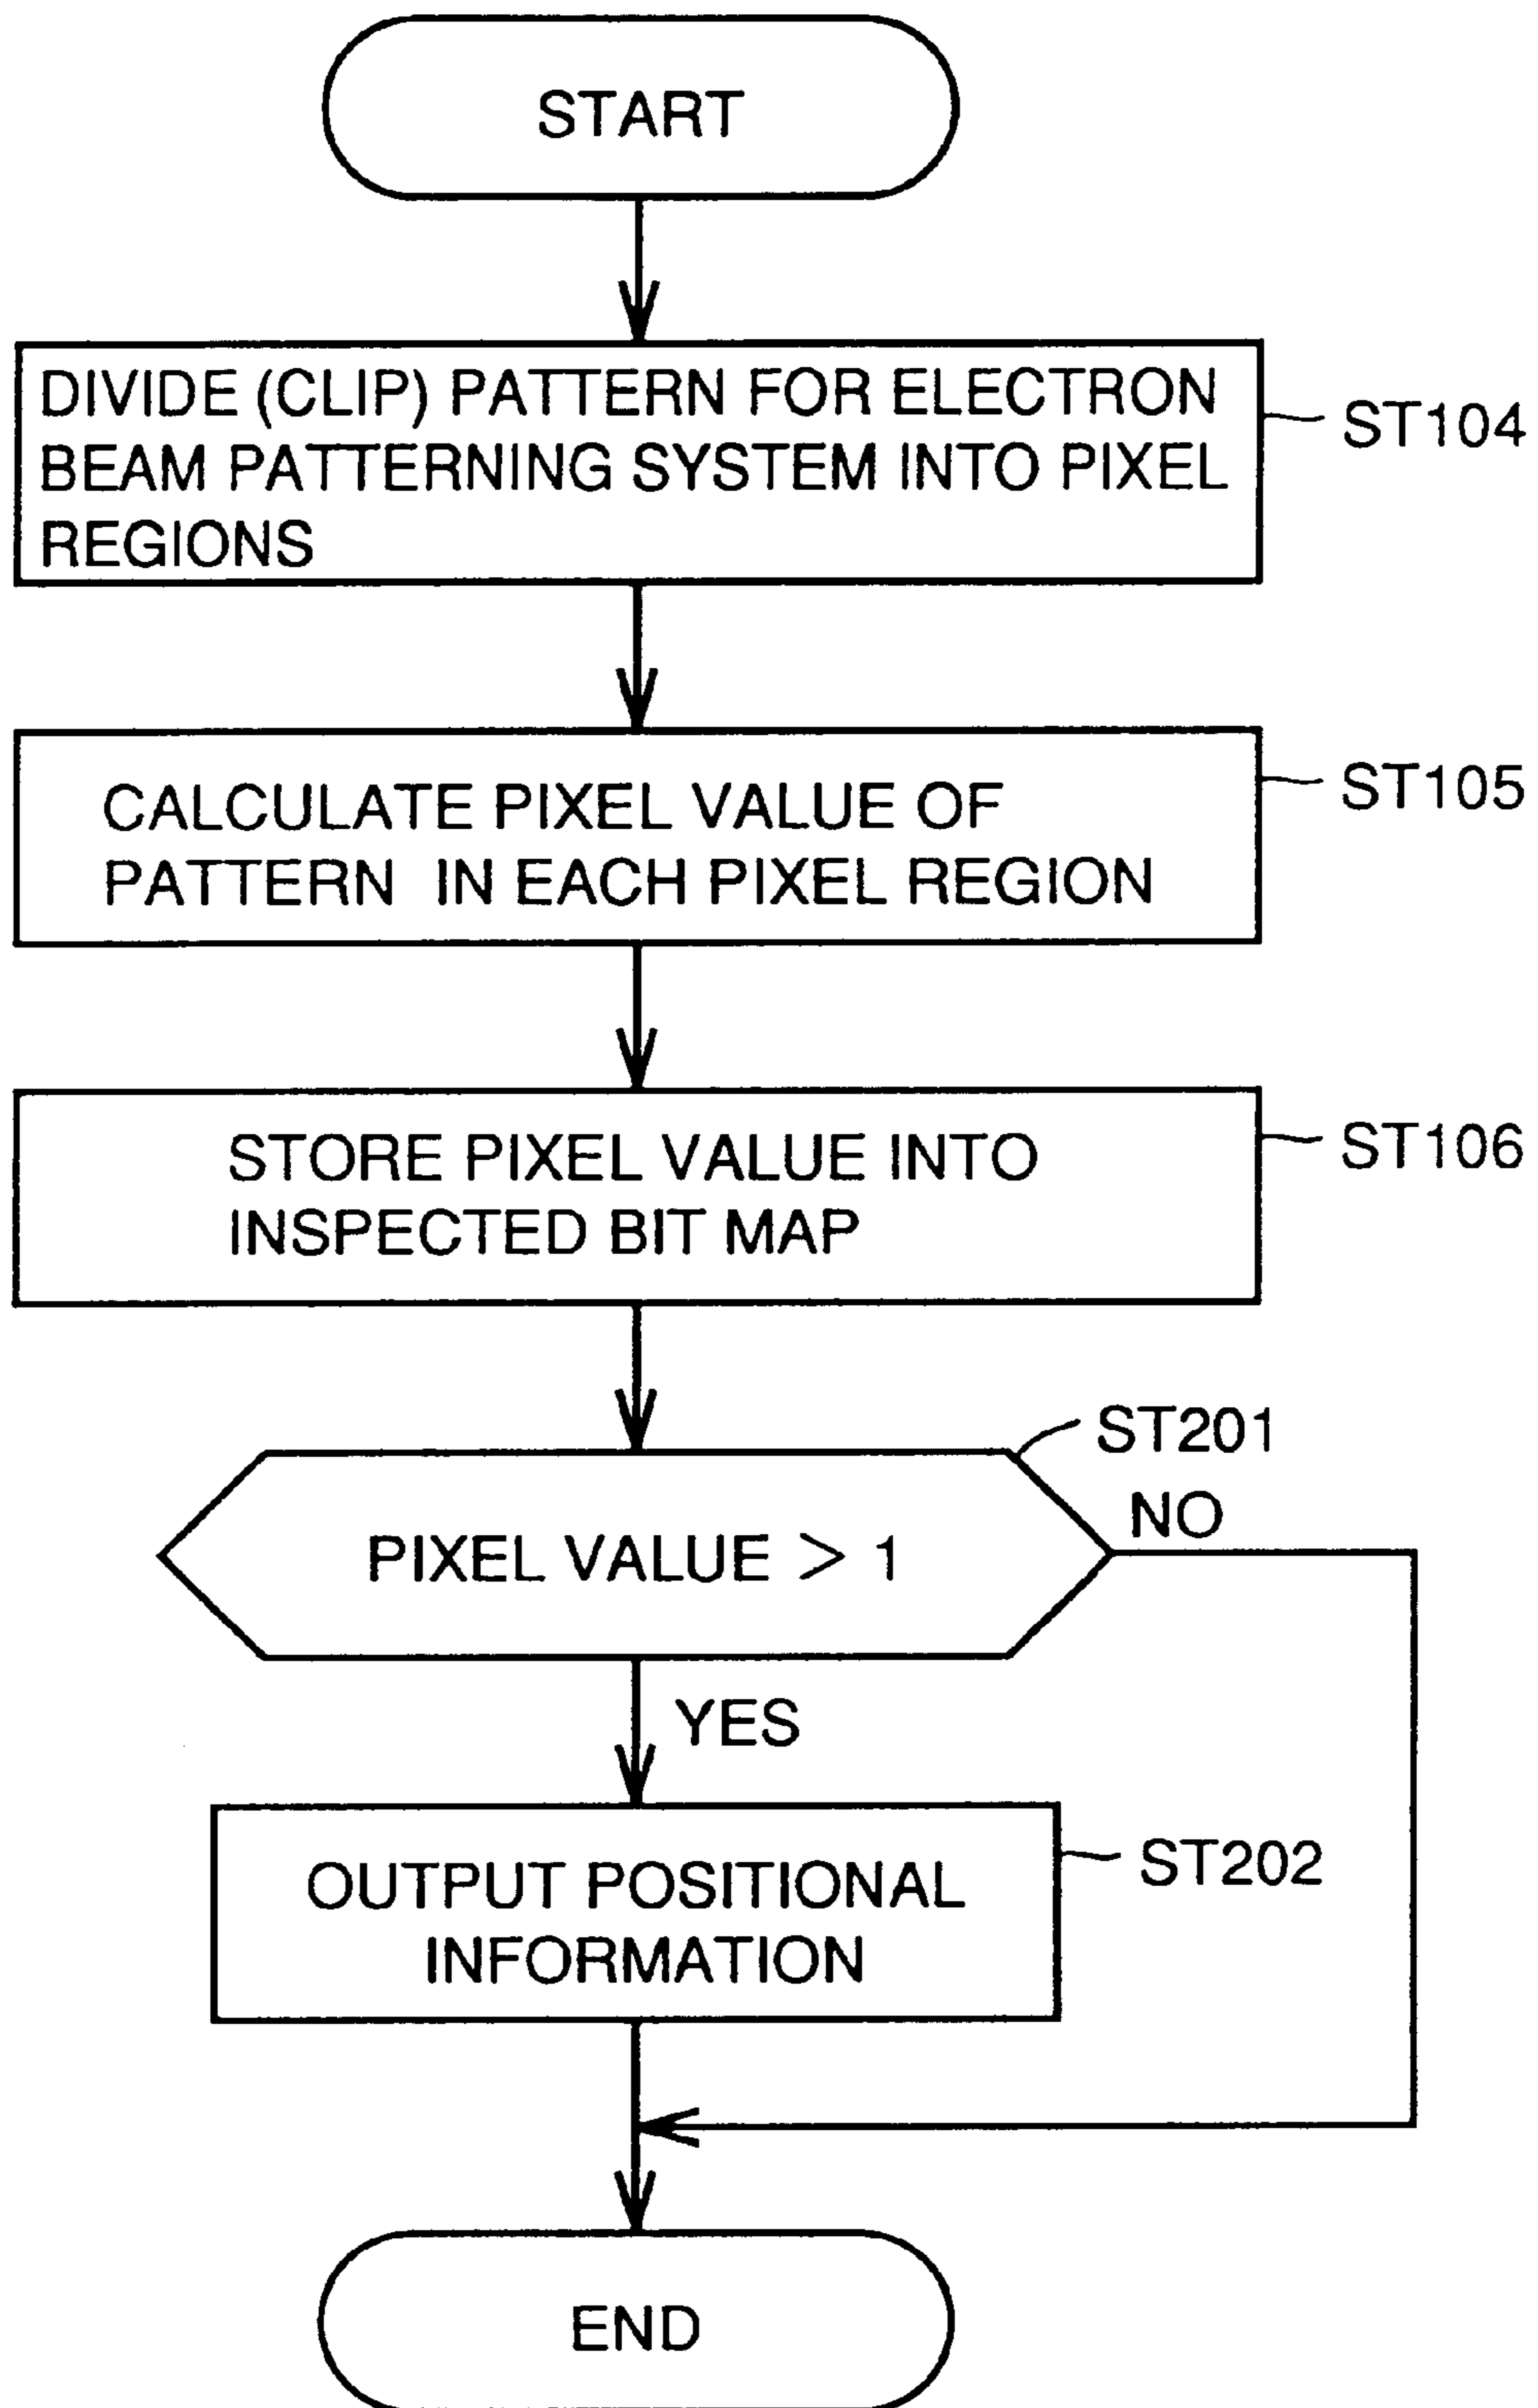 START
DIVIDE (CLIP) PATTERN FOR ELECTRON
BEAM PATTERNING SYSTEM INTO PIXEL
REGIONS
ST104
CALCULATE PIXEL VALUE OF
PATTERN IN EACH PIXEL REGION
ST105
STORE PIXEL VALUE INTO
INSPECTED BIT MAP
ST106
ST201
NO
PIXEL VALUE > 1
YES
OUTPUT POSITIONAL
INFORMATION
ST202
END